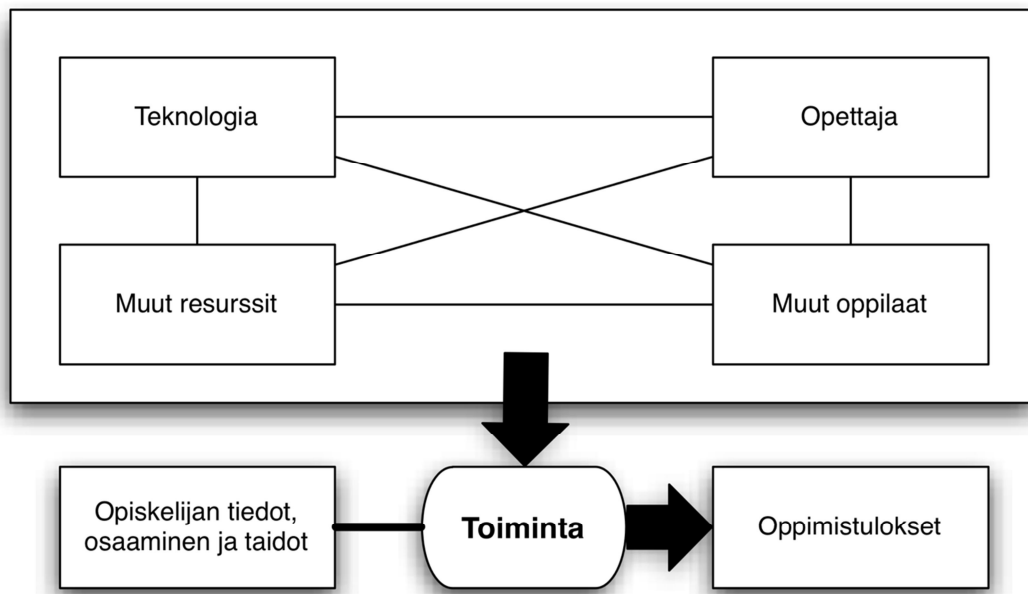 Teknologia
Opettaja
Muut resurssit
Muut oppilaat
Opiskelijan tiedot,
osaaminen ja taidot
Toiminta
Oppimistulokset